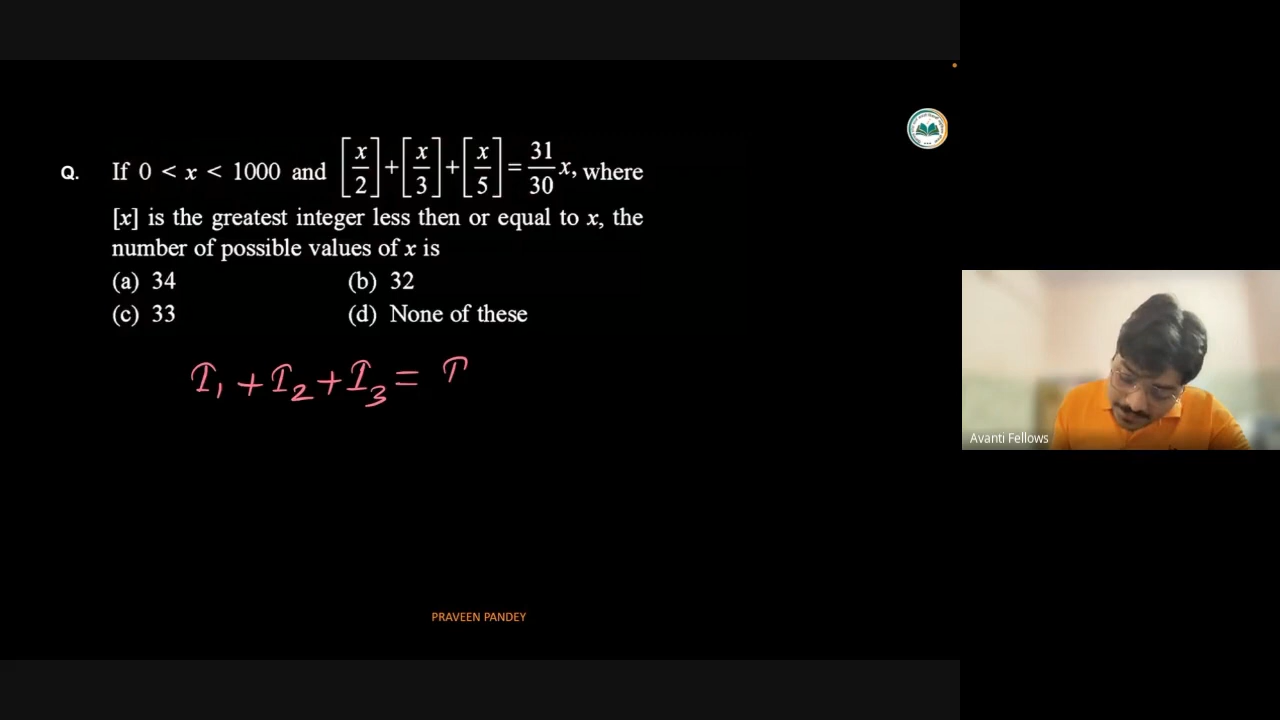 Q. If 0 < x < 1000 and [x/2]+[x/3]+[x/5]=31/30 x, where
[x] is the greatest integer less then or equal to x, the
number of possible values of x is
(a) 34 (b) 32
(c) 33 (d) None of these
I₁ + I₂ + I₃ =
Avanti Fellows
PRAVEEN PANDEY